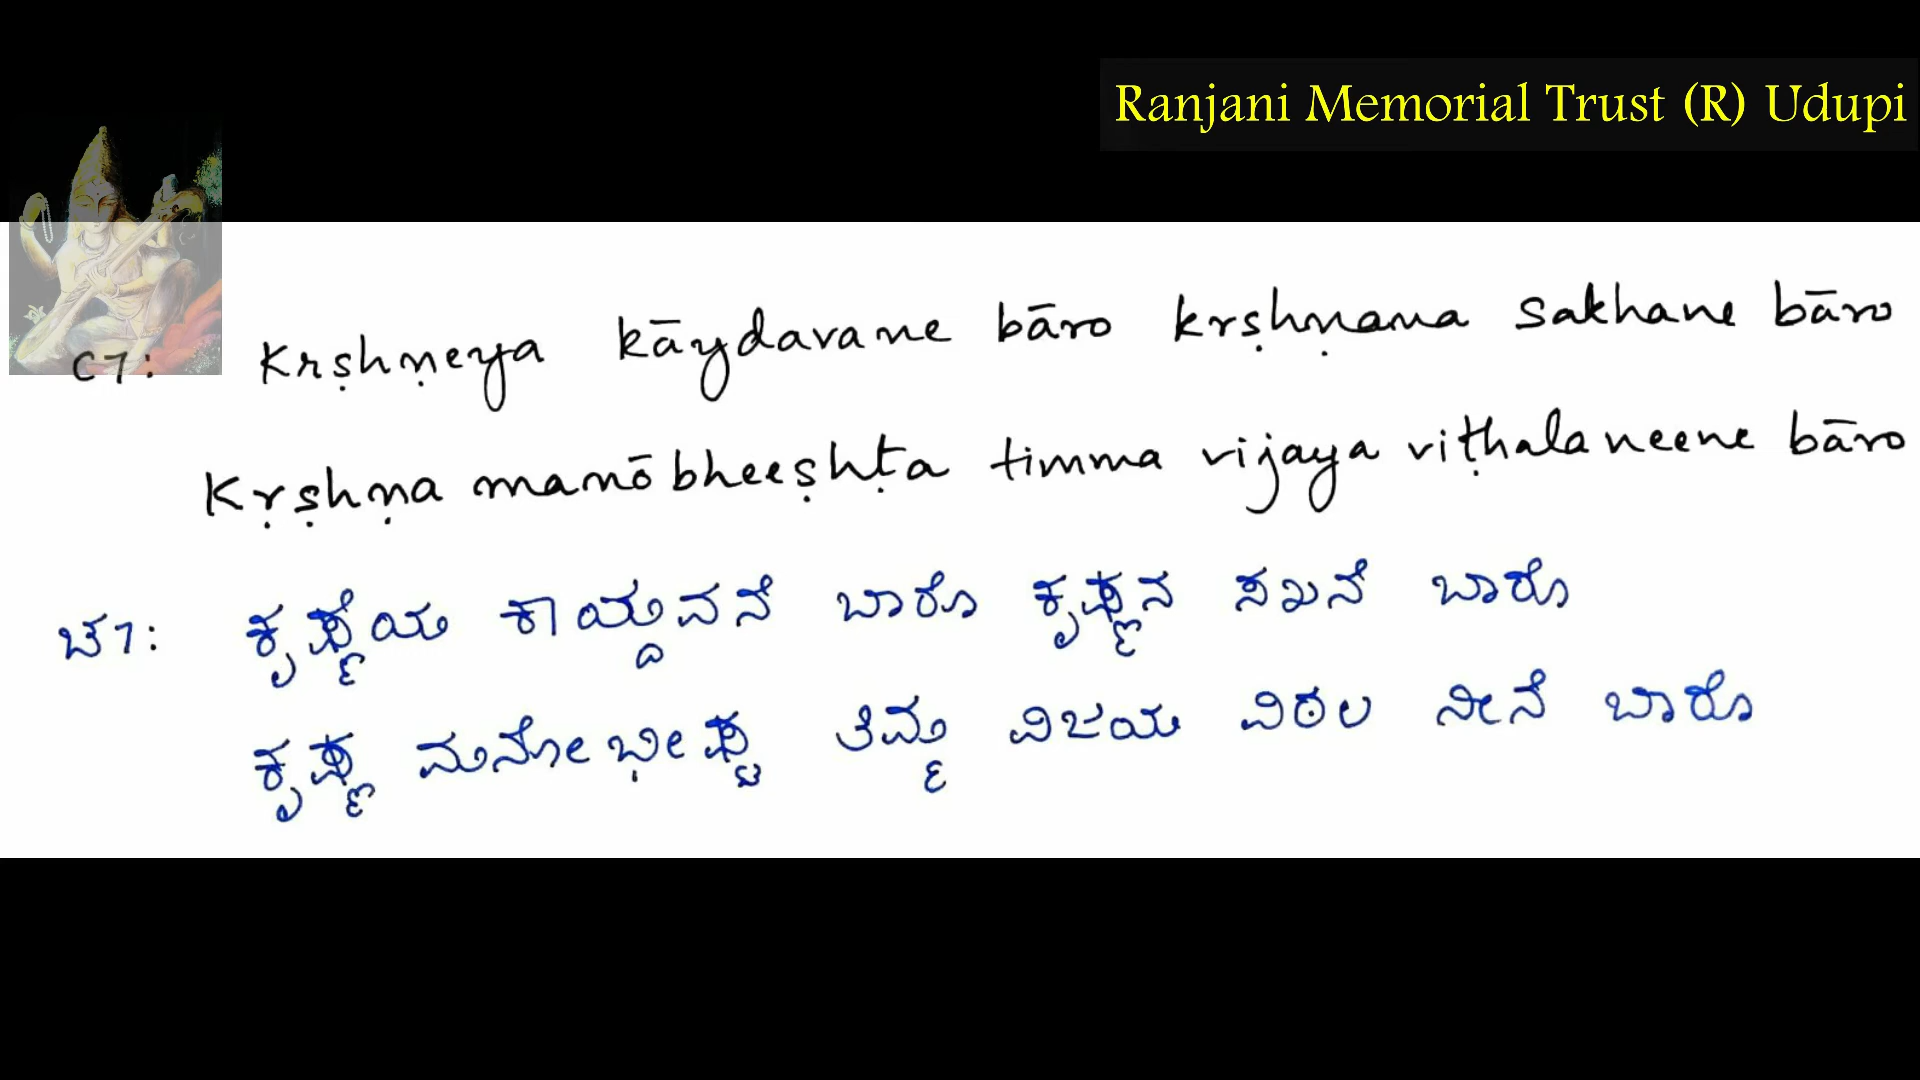 Ranjani Memorial Trust (R) Udupi
C7: Krṣhṇeya kāydavane bāro krṣhṇana sakhane bāro
Kṛṣhṇa manōbheeṣhṭa timma vijaya viṭhala neene bāro
ಚ7: ಕೃಷ್ಣೆಯ ಕಾಯ್ದವನೆ ಬಾರೊ ಕೃಷ್ಣನ ಸಖನೆ ಬಾರೊ
ಕೃಷ್ಣ ಮನೋಭೀಷ್ಟ ತಿಮ್ಮ ವಿಜಯ ವಿಠಲ ನೀನೆ ಬಾರೊ